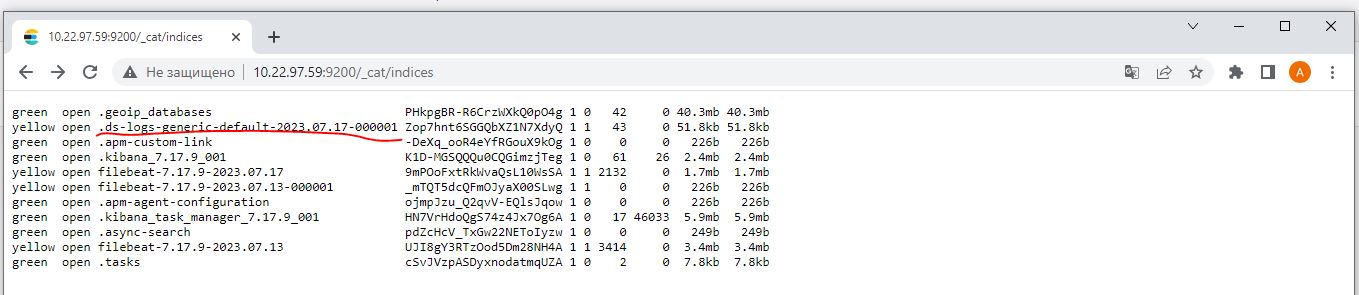 10.22.97.59:9200/_cat/indices
Не защищено 10.22.97.59:9200/_cat/indices
A
green open .geoip_databases PHkpgBR-R6CrzWXkQ0pO4g 1 0 42 0 40.3mb 40.3mb
yellow open .ds-logs-generic-default-2023.07.17-000001 Zop7hnt6SGGQbXZ1N7XdyQ 1 1 43 0 51.8kb 51.8kb
green open .apm-custom-link -DeXq_ooR4eYfRGouX9kOg 1 0 0 0 226b 226b
green open .kibana_7.17.9_001 K1D-MGSQQQu0CQGimzjTeg 1 0 61 26 2.4mb 2.4mb
yellow open filebeat-7.17.9-2023.07.17 9mPOoFxtRkWvaQsL10WsSA 1 1 2132 0 1.7mb 1.7mb
yellow open filebeat-7.17.9-2023.07.13-000001 _mTQT5dcQFmOJyaX00SLwg 1 1 0 0 226b 226b
green open .apm-agent-configuration ojmpJzu_Q2qvV-EQlsJqow 1 0 0 0 226b 226b
green open .kibana_task_manager_7.17.9_001 HN7VrHdoQgS74z4Jx7Og6A 1 0 17 46033 5.9mb 5.9mb
green open .async-search pdZcHcV_TxGw22NEToIyzw 1 0 0 0 249b 249b
yellow open filebeat-7.17.9-2023.07.13 UJI8gY3RTzOod5Dm28NH4A 1 1 3414 0 3.4mb 3.4mb
green open .tasks cSvJVzpASDyxnodatmqUZA 1 0 2 0 7.8kb 7.8kb